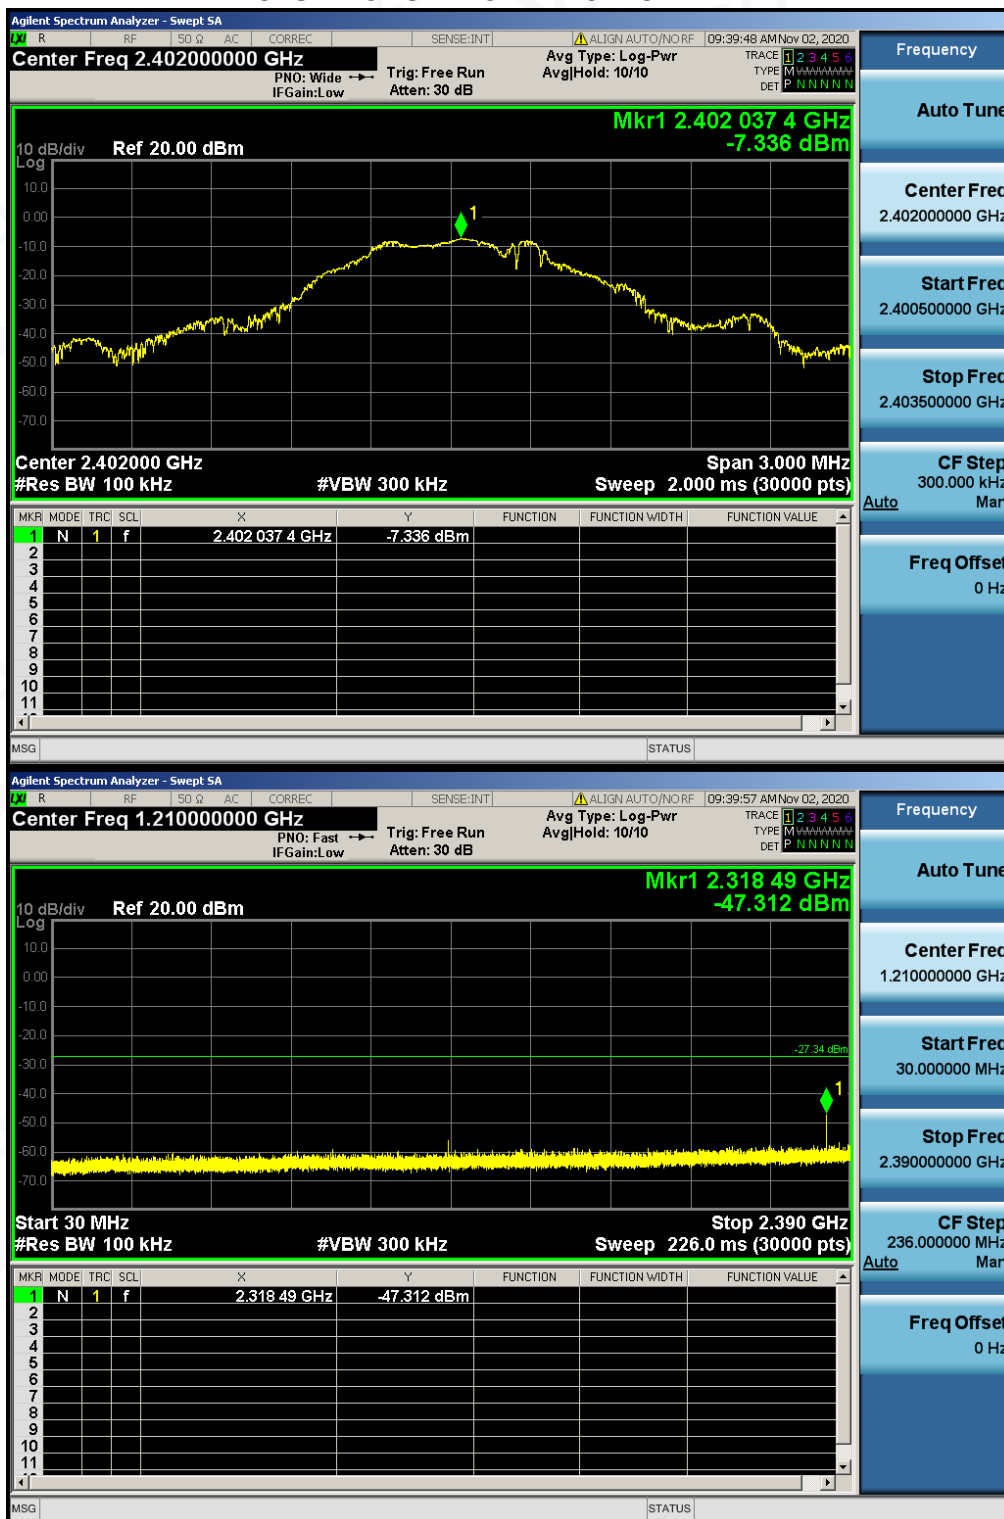 Agilent Spectrum Analyzer - Swept SA
LXI R RF 50 Ω AC CORREC SENSE:INT ALIGN AUTO/NO RF 09:39:48 AM Nov 02, 2020
Center Freq 2.402000000 GHz
PNO: Wide
IFGain:Low
Trig: Free Run
Atten: 30 dB
Avg Type: Log-Pwr
Avg|Hold: 10/10
TRACE 1 2 3 4 5 6
TYPE M WWWWW
DET P N N N N N
Mkr1 2.402 037 4 GHz
-7.336 dBm
10 dB/div Ref 20.00 dBm
Log
10.0
0.00
-10.0
-20.0
-30.0
-40.0
-50.0
-60.0
-70.0
1
Center 2.402000 GHz Span 3.000 MHz
#Res BW 100 kHz #VBW 300 kHz Sweep 2.000 ms (30000 pts)
MKR MODE TRC SCL X Y FUNCTION FUNCTION WIDTH FUNCTION VALUE
1 N 1 f 2.402 037 4 GHz -7.336 dBm
2
3
4
5
6
7
8
9
10
11
MSG STATUS
Frequency
Auto Tune
Center Freq
2.402000000 GHz
Start Freq
2.400500000 GHz
Stop Freq
2.403500000 GHz
CF Step
300.000 kHz
Auto Man
Freq Offset
0 Hz
Agilent Spectrum Analyzer - Swept SA
LXI R RF 50 Ω AC CORREC SENSE:INT ALIGN AUTO/NO RF 09:39:57 AM Nov 02, 2020
Center Freq 1.210000000 GHz
PNO: Fast
IFGain:Low
Trig: Free Run
Atten: 30 dB
Avg Type: Log-Pwr
Avg|Hold: 10/10
TRACE 1 2 3 4 5 6
TYPE M WWWWW
DET P N N N N N
Mkr1 2.318 49 GHz
-47.312 dBm
10 dB/div Ref 20.00 dBm
Log
10.0
0.00
-10.0
-20.0
-30.0
-40.0
-50.0
-60.0
-70.0
-27.34 dBm
1
Start 30 MHz Stop 2.390 GHz
#Res BW 100 kHz #VBW 300 kHz Sweep 226.0 ms (30000 pts)
MKR MODE TRC SCL X Y FUNCTION FUNCTION WIDTH FUNCTION VALUE
1 N 1 f 2.318 49 GHz -47.312 dBm
2
3
4
5
6
7
8
9
10
11
MSG STATUS
Frequency
Auto Tune
Center Freq
1.210000000 GHz
Start Freq
30.000000 MHz
Stop Freq
2.390000000 GHz
CF Step
236.000000 MHz
Auto Man
Freq Offset
0 Hz